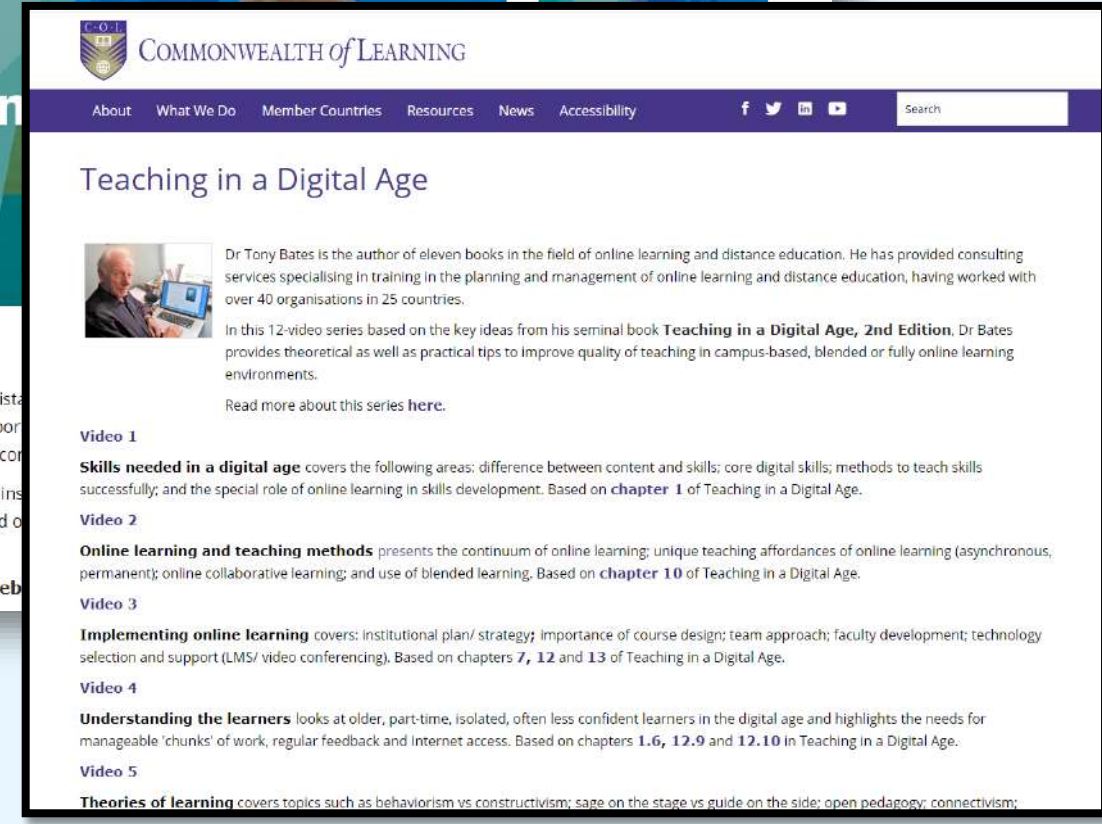 C·O·L
COMMONWEALTH of LEARNING
About What We Do Member Countries Resources News Accessibility Search
Teaching in a Digital Age
Dr Tony Bates is the author of eleven books in the field of online learning and distance education. He has provided consulting
services specialising in training in the planning and management of online learning and distance education, having worked with
over 40 organisations in 25 countries.
In this 12-video series based on the key ideas from his seminal book Teaching in a Digital Age, 2nd Edition, Dr Bates
provides theoretical as well as practical tips to improve quality of teaching in campus-based, blended or fully online learning
environments.
Read more about this series here.
Video 1
Skills needed in a digital age covers the following areas: difference between content and skills; core digital skills; methods to teach skills
successfully; and the special role of online learning in skills development. Based on chapter 1 of Teaching in a Digital Age.
Video 2
Online learning and teaching methods presents the continuum of online learning; unique teaching affordances of online learning (asynchronous,
permanent); online collaborative learning; and use of blended learning. Based on chapter 10 of Teaching in a Digital Age.
Video 3
Implementing online learning covers: institutional plan/ strategy; importance of course design; team approach; faculty development; technology
selection and support (LMS/ video conferencing). Based on chapters 7, 12 and 13 of Teaching in a Digital Age.
Video 4
Understanding the learners looks at older, part-time, isolated, often less confident learners in the digital age and highlights the needs for
manageable 'chunks' of work, regular feedback and Internet access. Based on chapters 1.6, 12.9 and 12.10 in Teaching in a Digital Age.
Video 5
Theories of learning covers topics such as behaviorism vs constructivism; sage on the stage vs guide on the side; open pedagogy; connectivism;